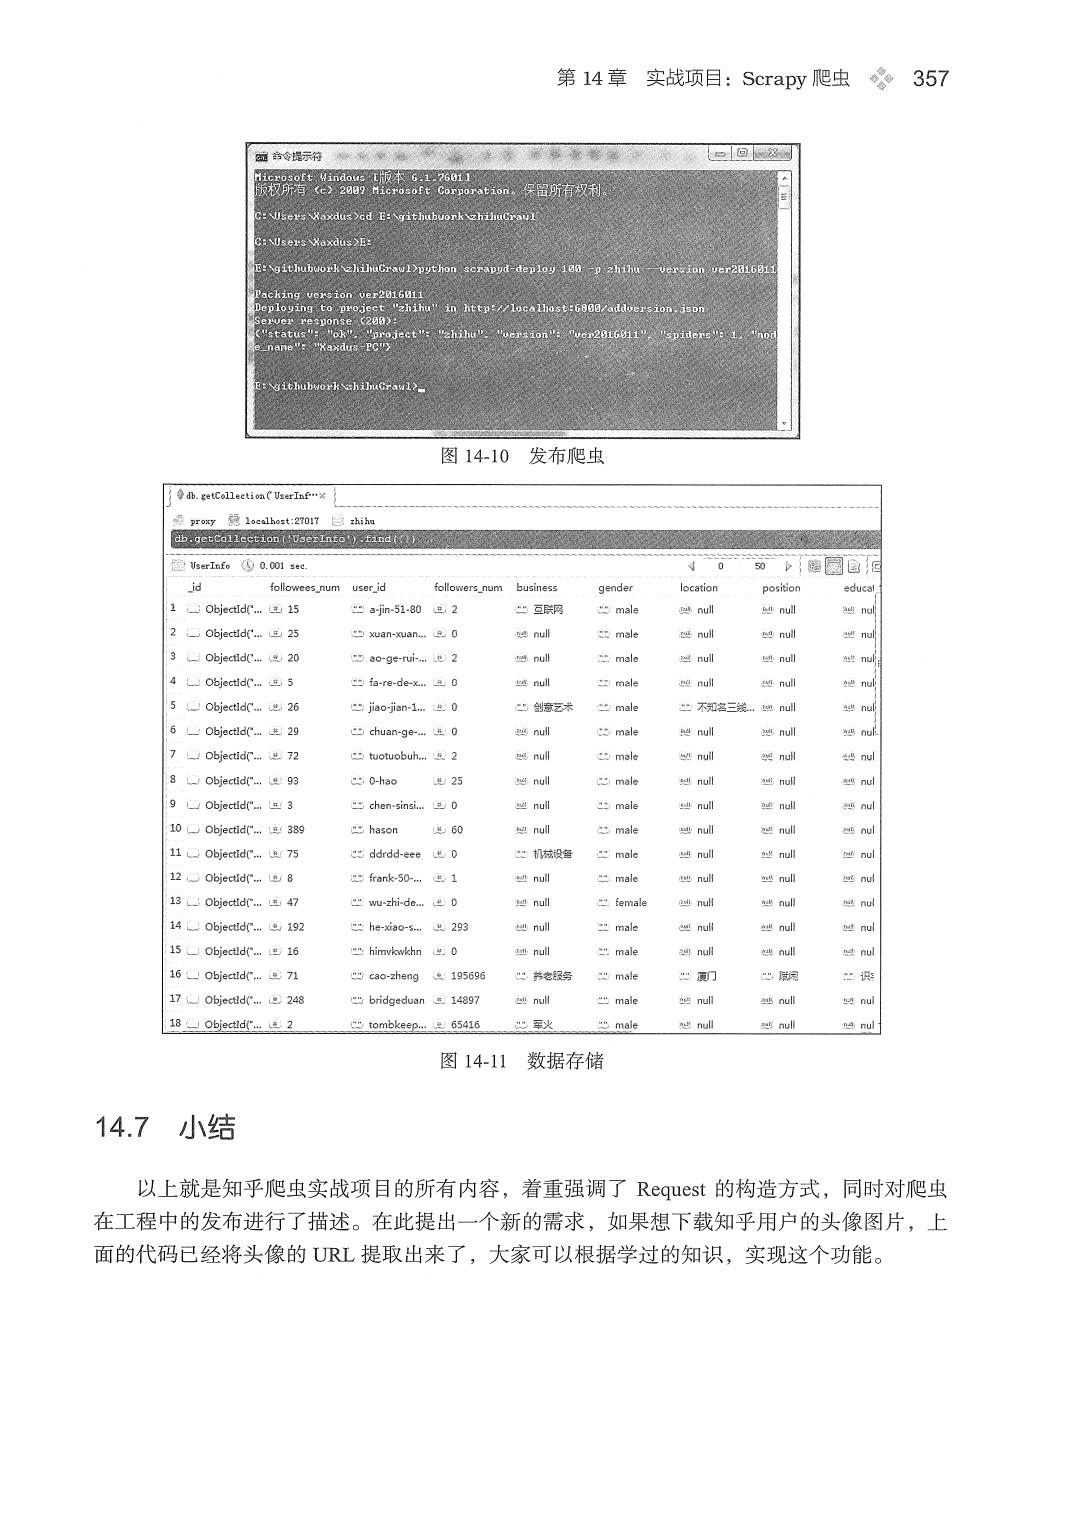 第 14 章 实战项目：Scrapy 爬虫 357
命令提示符
Microsoft Windows [版本 6.1.7601]
版权所有 (c) 2009 Microsoft Corporation。保留所有权利。
C:\Users\Xaxdus>cd E:\githubwork\zhihuCrawl
C:\Users\Xaxdus>E:
E:\githubwork\zhihuCrawl>python scrapyd-deploy 100 -p zhihu --version ver2016011
Packing version ver2016011
Deploying to project "zhihu" in http://localhost:6800/addversion.json
Server response (200):
{"status": "ok", "project": "zhihu", "version": "ver2016011", "spiders": 1, "nod
e_name": "Xaxdus-PC"}
E:\githubwork\zhihuCrawl>_
图 14-10 发布爬虫
db.getCollection('UserInf···×
proxy localhost:27017 zhihu
db.getCollection('UserInfo').find({})
UserInfo 0.001 sec. 0 50
_id followees_num user_id followers_num business gender location position educat
1 ObjectId("... 15 a-jin-51-80 2 互联网 male null null nul
2 ObjectId("... 25 xuan-xuan... 0 null male null null nul
3 ObjectId("... 20 ao-ge-rui-... 2 null male null null nul
4 ObjectId("... 5 fa-re-de-x... 0 null male null null nul
5 ObjectId("... 26 jiao-jian-1... 0 创意艺术 male 不知名三线... null nul
6 ObjectId("... 29 chuan-ge-... 0 null male null null nul
7 ObjectId("... 72 tuotuobuh... 2 null male null null nul
8 ObjectId("... 93 0-hao 25 null male null null nul
9 ObjectId("... 3 chen-sinsi... 0 null male null null nul
10 ObjectId("... 389 hason 60 null male null null nul
11 ObjectId("... 75 ddrdd-eee 0 机械设备 male null null nul
12 ObjectId("... 8 frank-50-... 1 null male null null nul
13 ObjectId("... 47 wu-zhi-de... 0 null female null null nul
14 ObjectId("... 192 he-xiao-s... 293 null male null null nul
15 ObjectId("... 16 himvkwkhn 0 null male null null nul
16 ObjectId("... 71 cao-zheng 195696 养老服务 male 厦门 赋闲
17 ObjectId("... 248 bridgeduan 14897 null male null null nul
18 ObjectId("... 2 tombkeep... 65416 军火 male null null nul
图 14-11 数据存储
14.7 小结
以上就是知乎爬虫实战项目的所有内容，着重强调了 Request 的构造方式，同时对爬虫
在工程中的发布进行了描述。在此提出一个新的需求，如果想下载知乎用户的头像图片，上
面的代码已经将头像的 URL 提取出来了，大家可以根据学过的知识，实现这个功能。